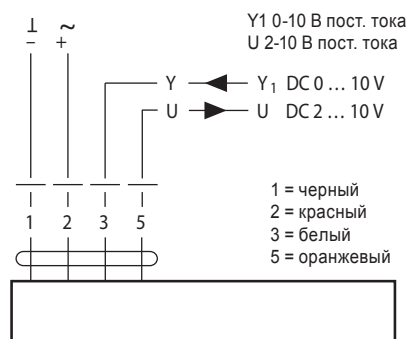 ⊥ ~
− +
Y1 0-10 В пост. тока
U 2-10 В пост. тока
Y Y1 DC 0 … 10 V
U U DC 2 … 10 V
1 = черный
2 = красный
3 = белый
5 = оранжевый
1 2 3 5